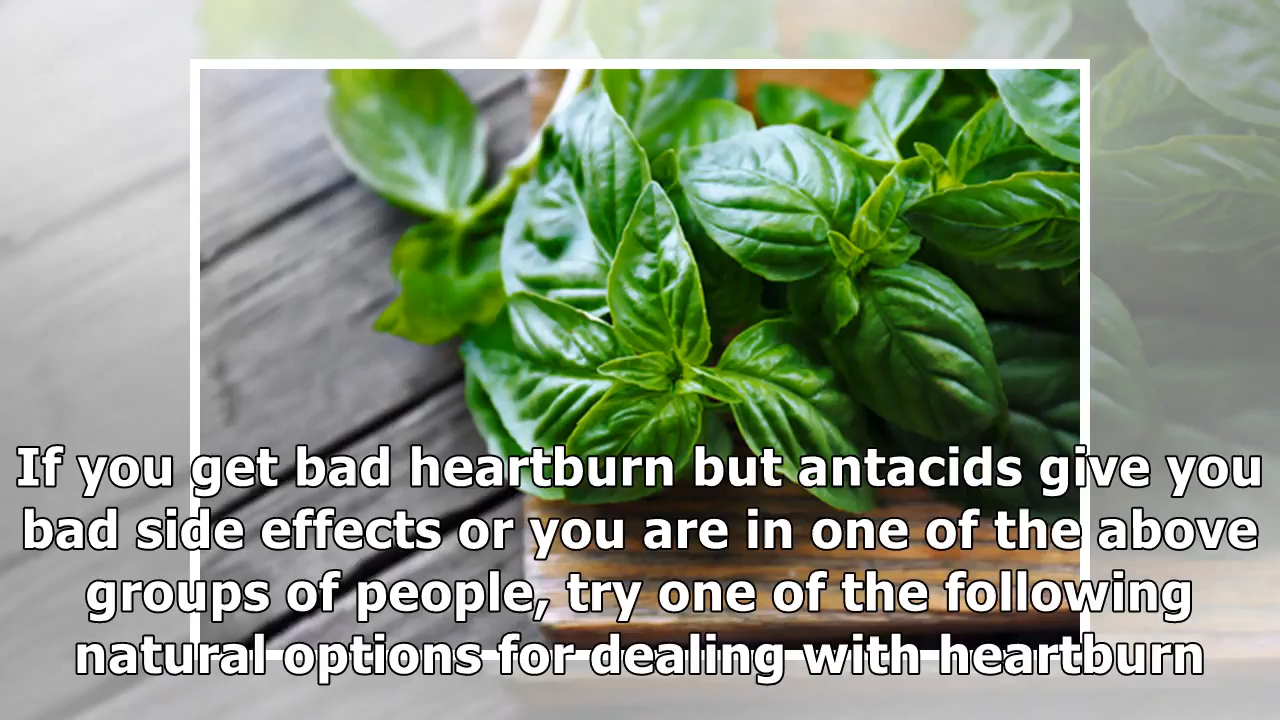 If you get bad heartburn but antacids give you
bad side effects or you are in one of the above
groups of people, try one of the following
natural options for dealing with heartburn